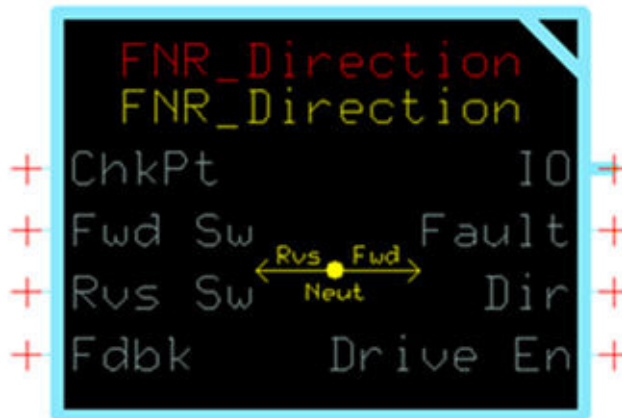 FNR_Direction
FNR_Direction
ChkPt IO
Fwd Sw Fault
Rvs Fwd
Rvs Sw Neut Dir
Fdbk Drive En